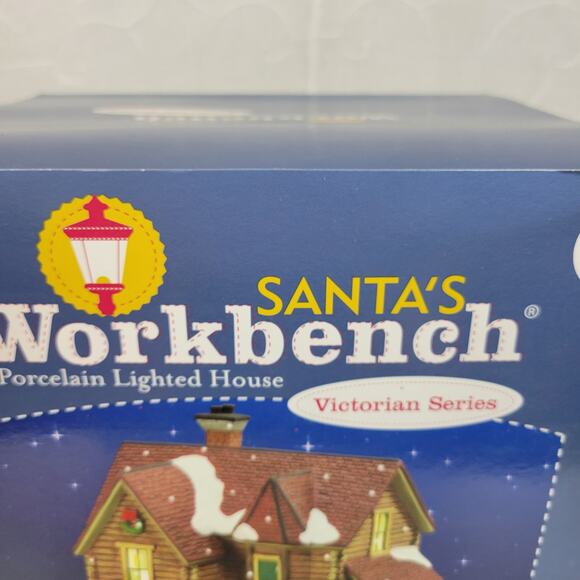 SANTA'S
Workbench®
Porcelain Lighted House
Victorian Series